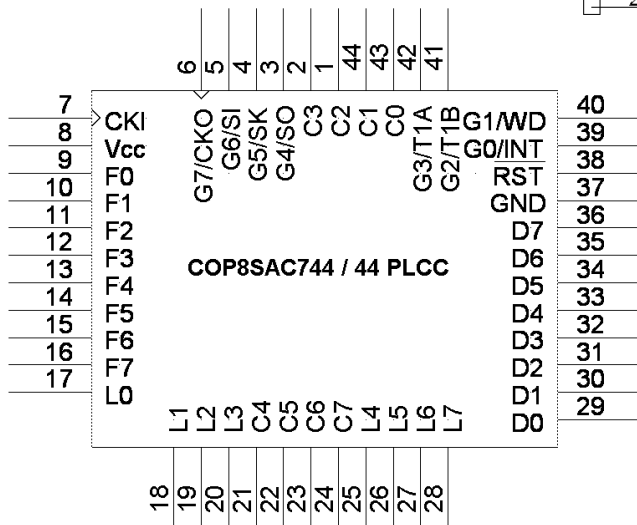 6 5 4 3 2 1 44 43 42 41
G7/CKO
G6/SI
G5/SK
G4/SO
C3
C2
C1
C0
G3/T1A
G2/T1B
7 CKI
8 Vcc
9 F0
10 F1
11 F2
12 F3
13 F4
14 F5
15 F6
16 F7
17 L0
COP8SAC744 / 44 PLCC
G1/WD 40
G0/INT 39
RST 38
GND 37
D7 36
D6 35
D5 34
D4 33
D3 32
D2 31
D1 30
D0 29
L1 L2 L3 C4 C5 C6 C7 L4 L5 L6 L7
18 19 20 21 22 23 24 25 26 27 28